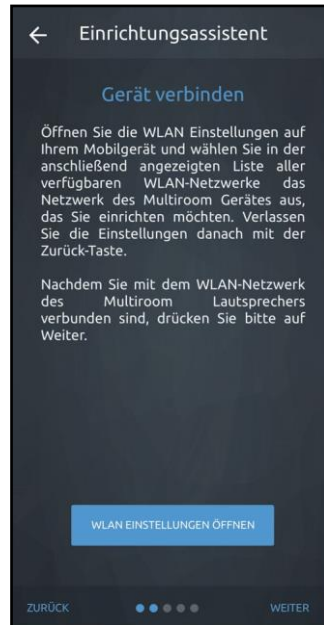 Einrichtungsassistent
Gerät verbinden
Öffnen Sie die WLAN Einstellungen auf
Ihrem Mobilgerät und wählen Sie in der
anschließend angezeigten Liste aller
verfügbaren WLAN-Netzwerke das
Netzwerk des Multiroom Gerätes aus,
das Sie einrichten möchten. Verlassen
Sie die Einstellungen danach mit der
Zurück-Taste.
Nachdem Sie mit dem WLAN-Netzwerk
des Multiroom Lautsprechers
verbunden sind, drücken Sie bitte auf
Weiter.
WLAN EINSTELLUNGEN ÖFFNEN
ZURÜCK WEITER